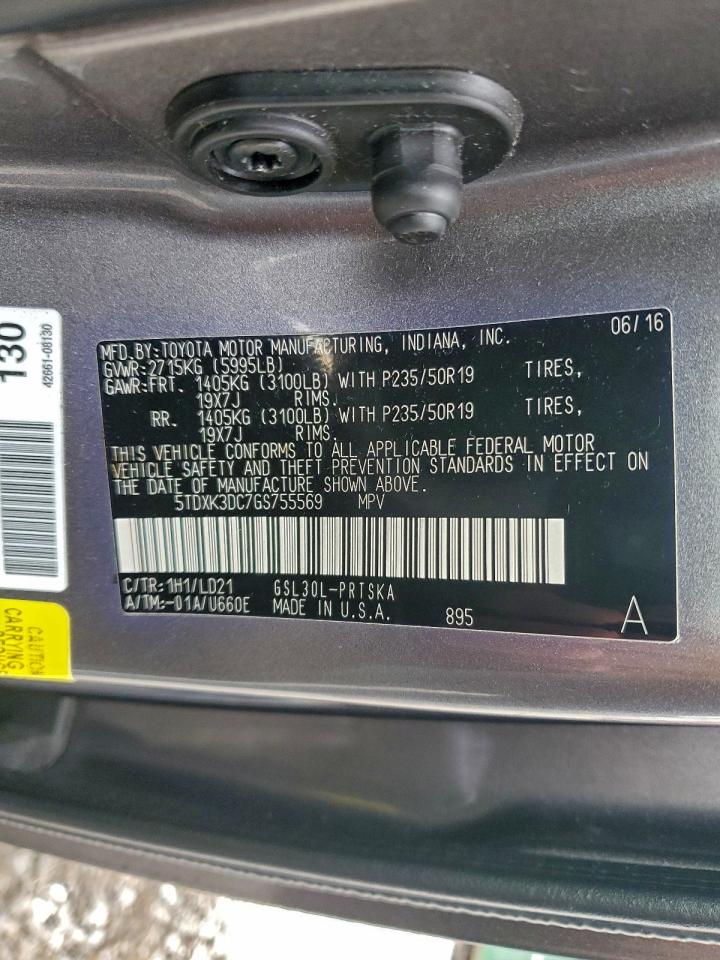 MFD.BY:TOYOTA MOTOR MANUFACTURING, INDIANA, INC. 06/16
GVWR:2715KG (5995LB)
GAWR:FRT. 1405KG (3100LB) WITH P235/50R19 TIRES,
19X7J RIMS.
RR. 1405KG (3100LB) WITH P235/50R19 TIRES,
19X7J RIMS.
THIS VEHICLE CONFORMS TO ALL APPLICABLE FEDERAL MOTOR
VEHICLE SAFETY AND THEFT PREVENTION STANDARDS IN EFFECT ON
THE DATE OF MANUFACTURE SHOWN ABOVE.
5TDXK3DC7GS755569 MPV
C/TR:1H1/LD21 GSL30L-PRTSKA
A/TM:-01A/U660E MADE IN U.S.A. 895 A
130
42661-08130
CAUTION
CARRYING